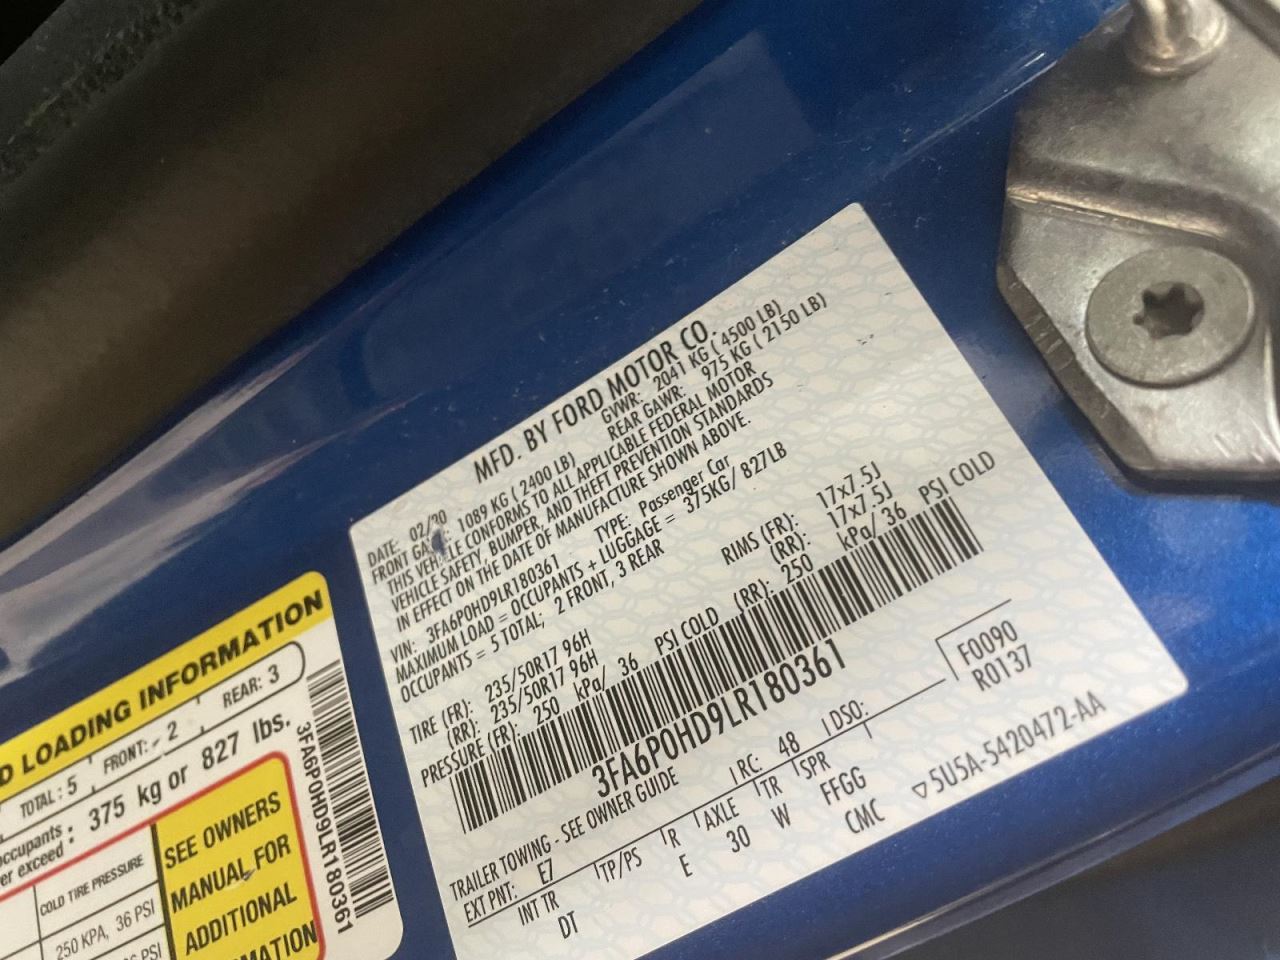 MFD. BY FORD MOTOR CO.
DATE: 02/20 GVWR: 2041 KG ( 4500 LB)
FRONT GA : 1089 KG ( 2400 LB) REAR GAWR: 975 KG ( 2150 LB)
THIS VEHICLE CONFORMS TO ALL APPLICABLE FEDERAL MOTOR
VEHICLE SAFETY, BUMPER, AND THEFT PREVENTION STANDARDS
IN EFFECT ON THE DATE OF MANUFACTURE SHOWN ABOVE.
VIN: 3FA6P0HD9LR180361 TYPE: Passenger Car
MAXIMUM LOAD = OCCUPANTS + LUGGAGE = 375KG/ 827LB
OCCUPANTS = 5 TOTAL; 2 FRONT, 3 REAR
TIRE (FR): 235/50R17 96H RIMS (FR): 17x7.5J
(RR): 235/50R17 96H (RR): 17x7.5J
PRESSURE (FR): 250 kPa/ 36 PSI COLD (RR): 250 kPa/ 36 PSI COLD
3FA6P0HD9LR180361
TRAILER TOWING - SEE OWNER GUIDE
F0090
R0137
EXT PNT: E7 RC: 48 DSO:
INT TR TP/PS R AXLE TR SPR
DT E 30 W FFGG
CMC
5U5A-5420472-AA
D LOADING INFORMATION
TOTAL : 5 FRONT: 2 REAR: 3
occupants : 375 kg or 827 lbs.
er exceed :
COLD TIRE PRESSURE
250 KPA, 36 PSI
PSI
SEE OWNERS
MANUAL FOR
ADDITIONAL
MATION
3FA6P0HD9LR180361